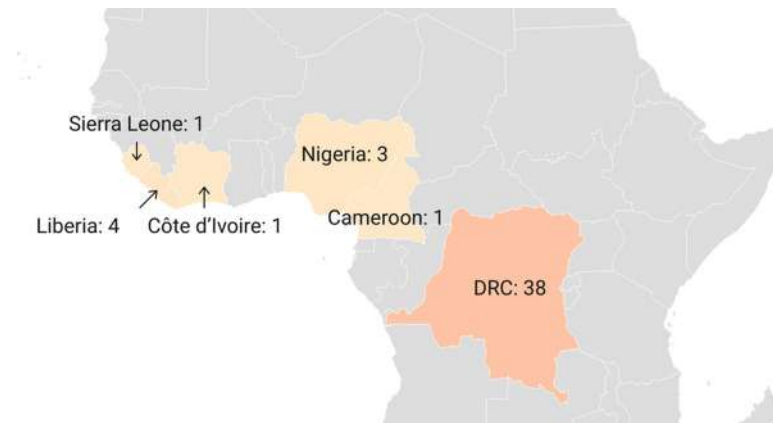 Sierra Leone: 1
Nigeria: 3
Liberia: 4
Côte d’Ivoire: 1
Cameroon: 1
DRC: 38